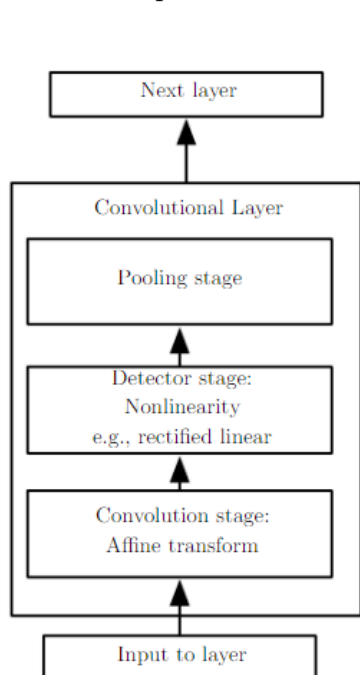 Next layer
Convolutional Layer
Pooling stage
Detector stage:
Nonlinearity
e.g., rectified linear
Convolution stage:
Affine transform
Input to layer